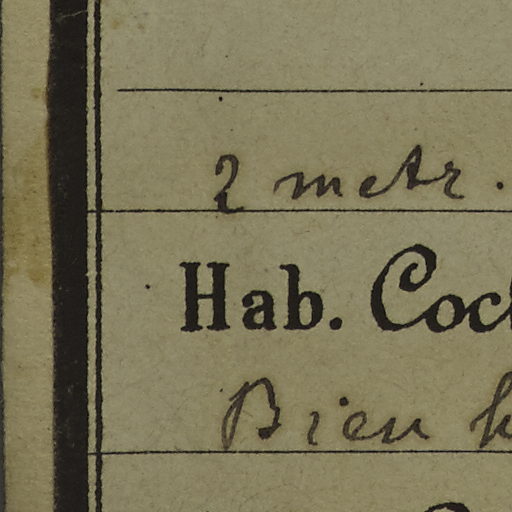 2 metr.
Hab. Coc
Bien h